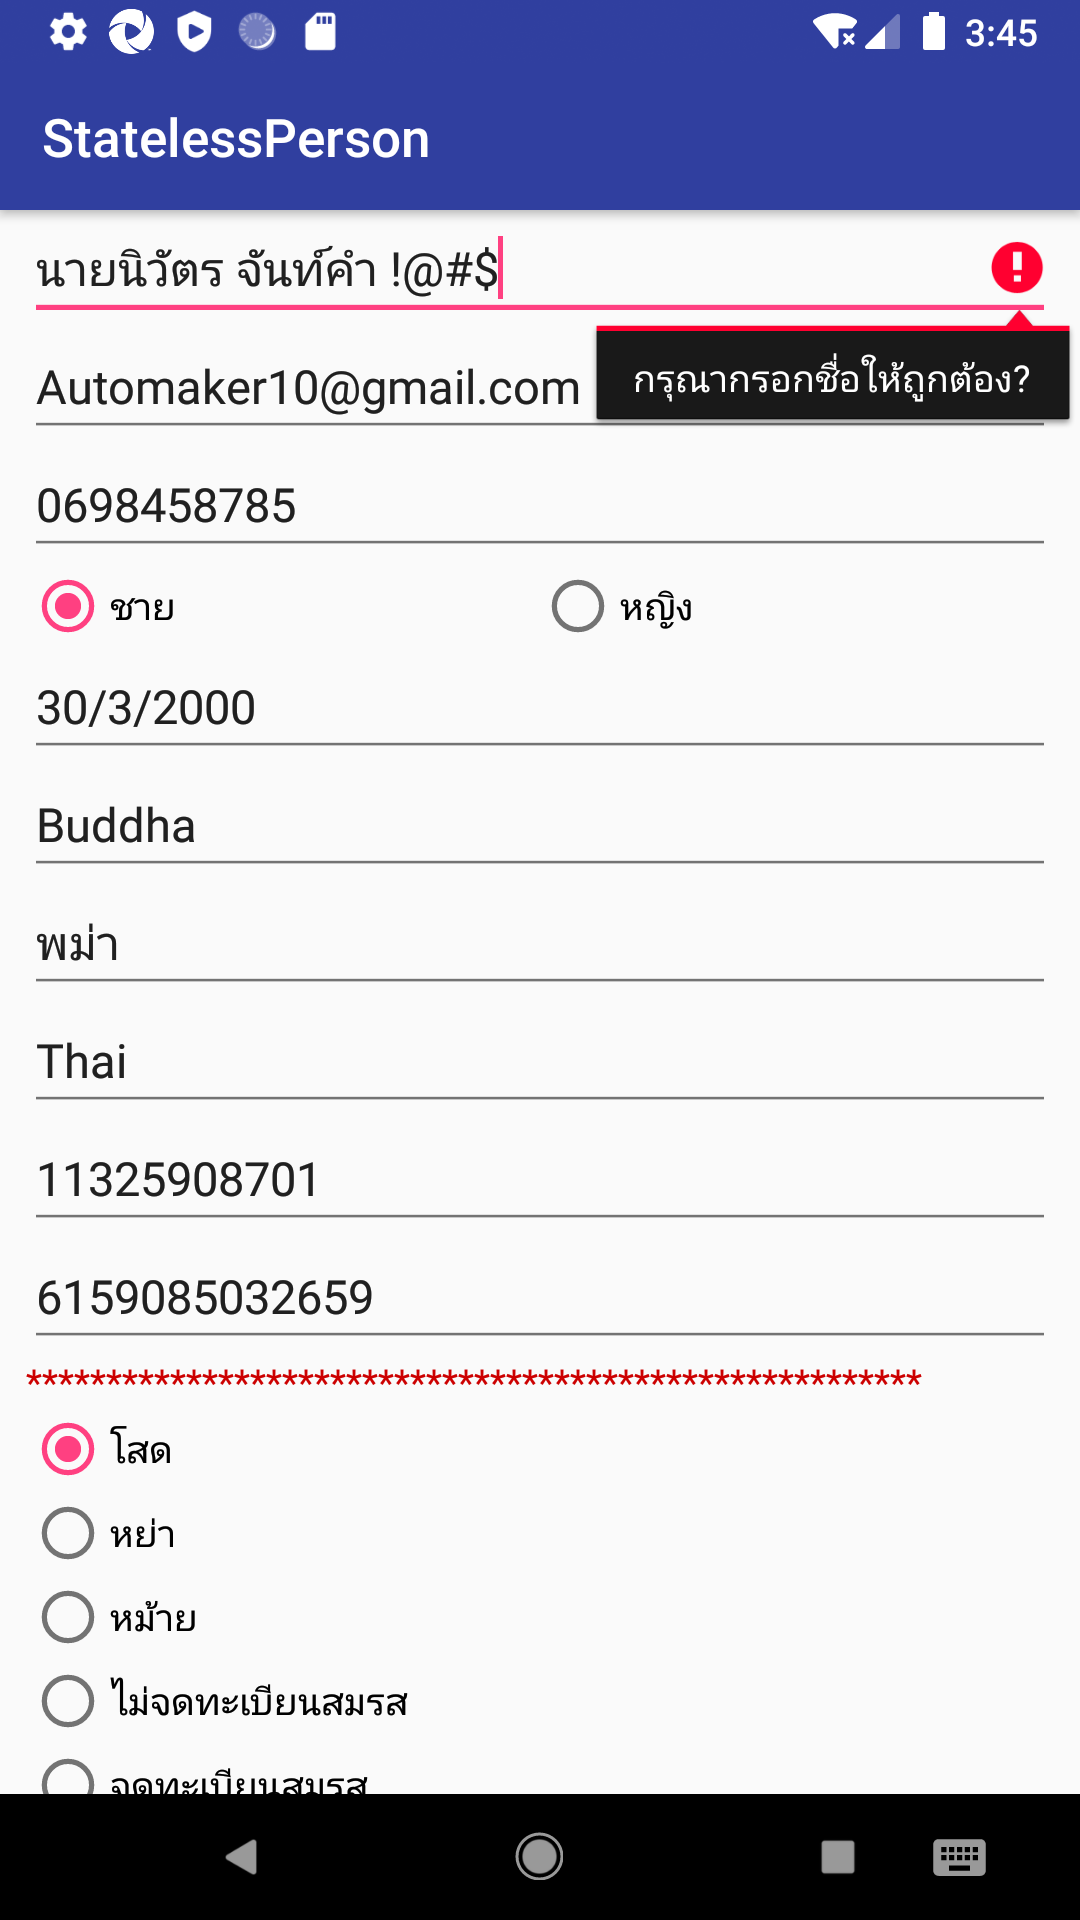 3:45
StatelessPerson
นายนิวัตร จันท์คำ !@#$
กรุณากรอกชื่อให้ถูกต้อง?
Automaker10@gmail.com
0698458785
ชาย หญิง
30/3/2000
Buddha
พม่า
Thai
11325908701
6159085032659
********************************************************
โสด
หย่า
หม้าย
ไม่จดทะเบียนสมรส
จดทะเบียนสมรส